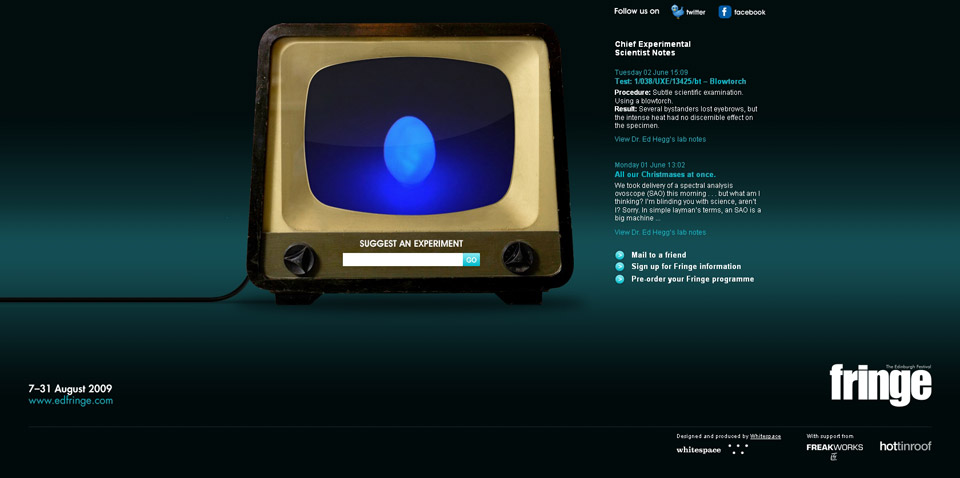 Follow us on
twitter
facebook
Chief Experimental
Scientist Notes
Tuesday 02 June 15:09
Test: 1/038/UXE/13425/bt – Blowtorch
Procedure: Subtle scientific examination.
Using a blowtorch.
Result: Several bystanders lost eyebrows, but
the intense heat had no discernible effect on
the specimen.
View Dr. Ed Hegg's lab notes
Monday 01 June 13:02
All our Christmases at once.
We took delivery of a spectral analysis
ovoscope (SAO) this morning . . . but what am I
thinking? I'm blinding you with science, aren't
I? Sorry. In simple layman's terms, an SAO is a
big machine ...
View Dr. Ed Hegg's lab notes
SUGGEST AN EXPERIMENT
GO
Mail to a friend
Sign up for Fringe information
Pre-order your Fringe programme
7–31 August 2009
www.edfringe.com
The Edinburgh Festival
fringe
Designed and produced by Whitespace
whitespace
With support from
FREAKWORKS
hottinroof